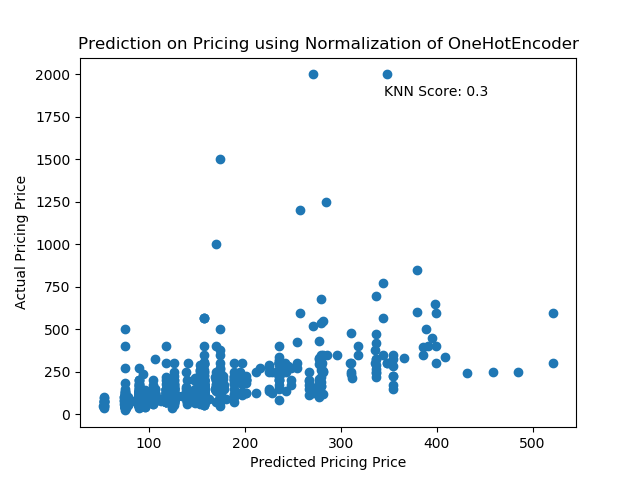 Prediction on Pricing using Normalization of OneHotEncoder
2000
KNN Score: 0.3
1750
1500
1250
1000
750
500
250
0
Actual Pricing Price
100 200 300 400 500
Predicted Pricing Price